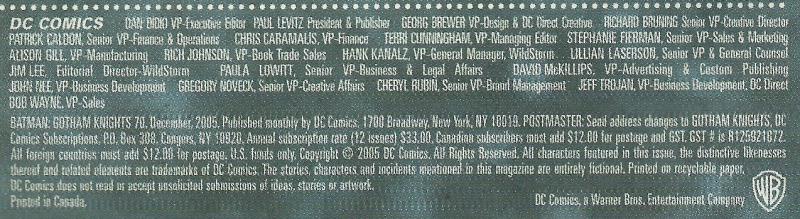 DC COMICS DAN DIDIO VP-Executive Editor PAUL LEVITZ President & Publisher GEORG BREWER VP-Design & DC Direct Creative RICHARD BRUNING Senior VP-Creative Director
PATRICK CALDON, Senior VP-Finance & Operations CHRIS CARAMALIS, VP-Finance TERRI CUNNINGHAM, VP-Managing Editor STEPHANIE FIERMAN, Senior VP-Sales & Marketing
ALISON GILL, VP-Manufacturing RICH JOHNSON, VP-Book Trade Sales HANK KANALZ, VP-General Manager, WildStorm LILLIAN LASERSON, Senior VP & General Counsel
JIM LEE, Editorial Director-WildStorm PAULA LOWITT, Senior VP-Business & Legal Affairs DAVID McKILLIPS, VP-Advertising & Custom Publishing
JOHN NEE, VP-Business Development GREGORY NOVECK, Senior VP-Creative Affairs CHERYL RUBIN, Senior VP-Brand Management JEFF TROJAN, VP-Business Development, DC Direct
BOB WAYNE, VP-Sales
BATMAN: GOTHAM KNIGHTS 70. December, 2005. Published monthly by DC Comics, 1700 Broadway, New York, NY 10019. POSTMASTER: Send address changes to GOTHAM KNIGHTS, DC
Comics Subscriptions, P.O. Box 308, Congers, NY 10920. Annual subscription rate (12 issues) $33.00. Canadian subscribers must add $12.00 for postage and GST. GST # is R125921072.
All foreign countries must add $12.00 for postage. U.S. funds only. Copyright © 2005 DC Comics. All Rights Reserved. All characters featured in this issue, the distinctive likenesses
thereof and related elements are trademarks of DC Comics. The stories, characters and incidents mentioned in this magazine are entirely fictional. Printed on recyclable paper.
DC Comics does not read or accept unsolicited submissions of ideas, stories or artwork.
Printed in Canada. DC Comics, a Warner Bros. Entertainment Company WB